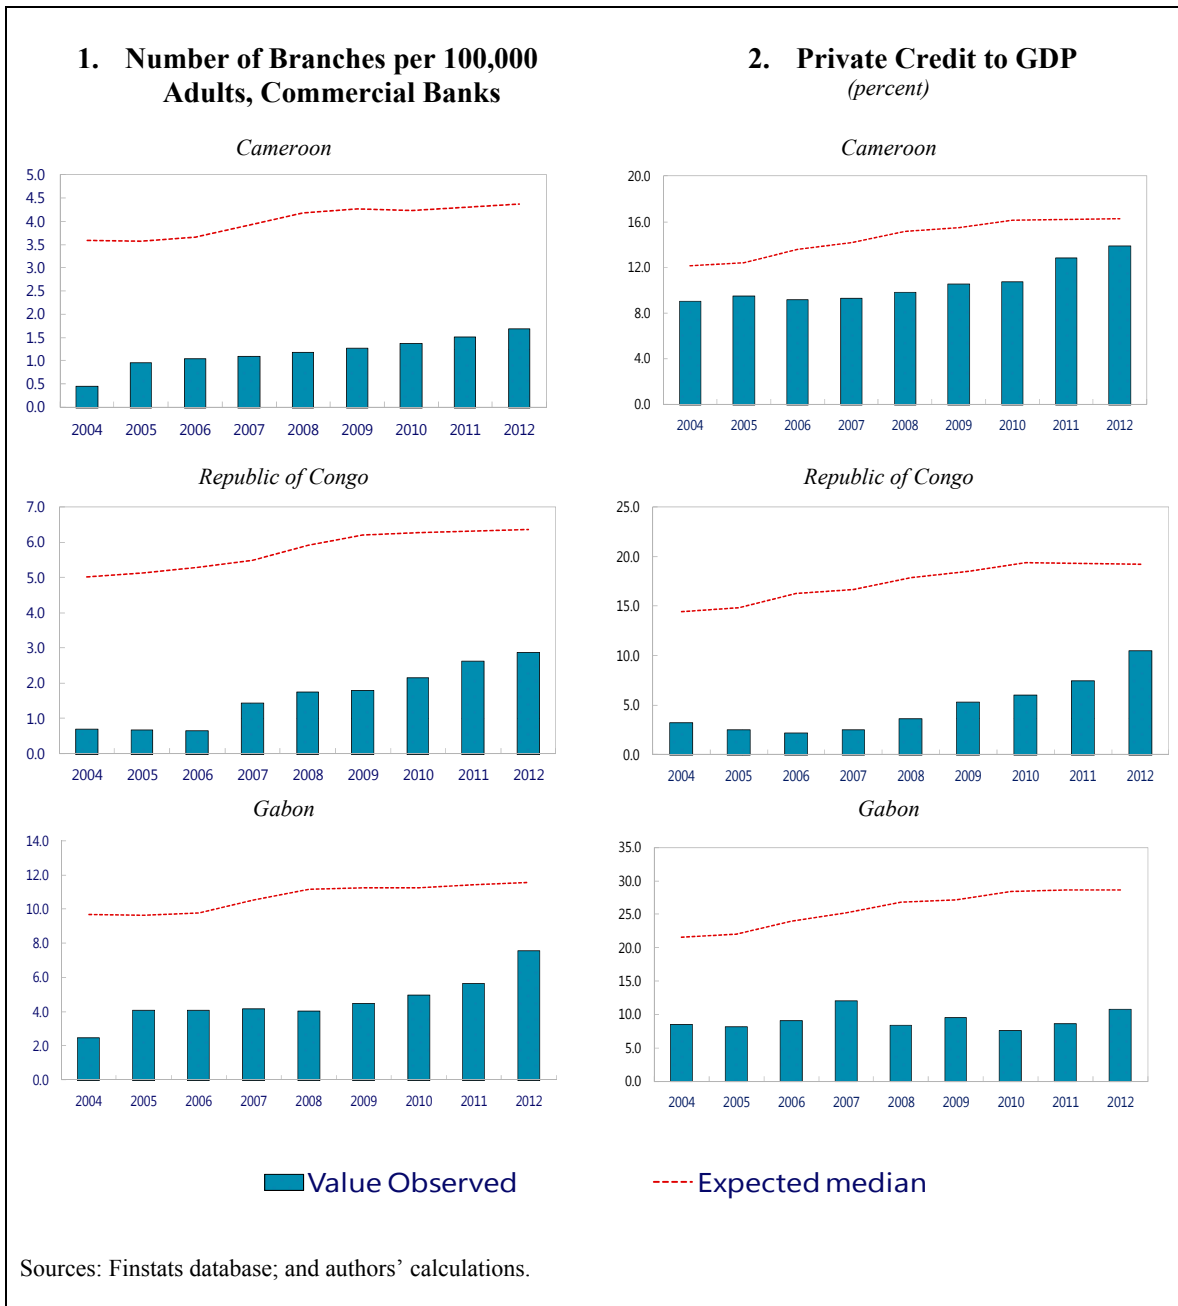 1. Number of Branches per 100,000
Adults, Commercial Banks
Cameroon
5.0
4.5
4.0
3.5
3.0
2.5
2.0
1.5
1.0
0.5
0.0
2004 2005 2006 2007 2008 2009 2010 2011 2012
Republic of Congo
7.0
6.0
5.0
4.0
3.0
2.0
1.0
0.0
2004 2005 2006 2007 2008 2009 2010 2011 2012
Gabon
14.0
12.0
10.0
8.0
6.0
4.0
2.0
0.0
2004 2005 2006 2007 2008 2009 2010 2011 2012
2. Private Credit to GDP
(percent)
Cameroon
20.0
16.0
12.0
8.0
4.0
0.0
2004 2005 2006 2007 2008 2009 2010 2011 2012
Republic of Congo
25.0
20.0
15.0
10.0
5.0
0.0
2004 2005 2006 2007 2008 2009 2010 2011 2012
Gabon
35.0
30.0
25.0
20.0
15.0
10.0
5.0
0.0
2004 2005 2006 2007 2008 2009 2010 2011 2012
Value Observed
Expected median
Sources: Finstats database; and authors’ calculations.